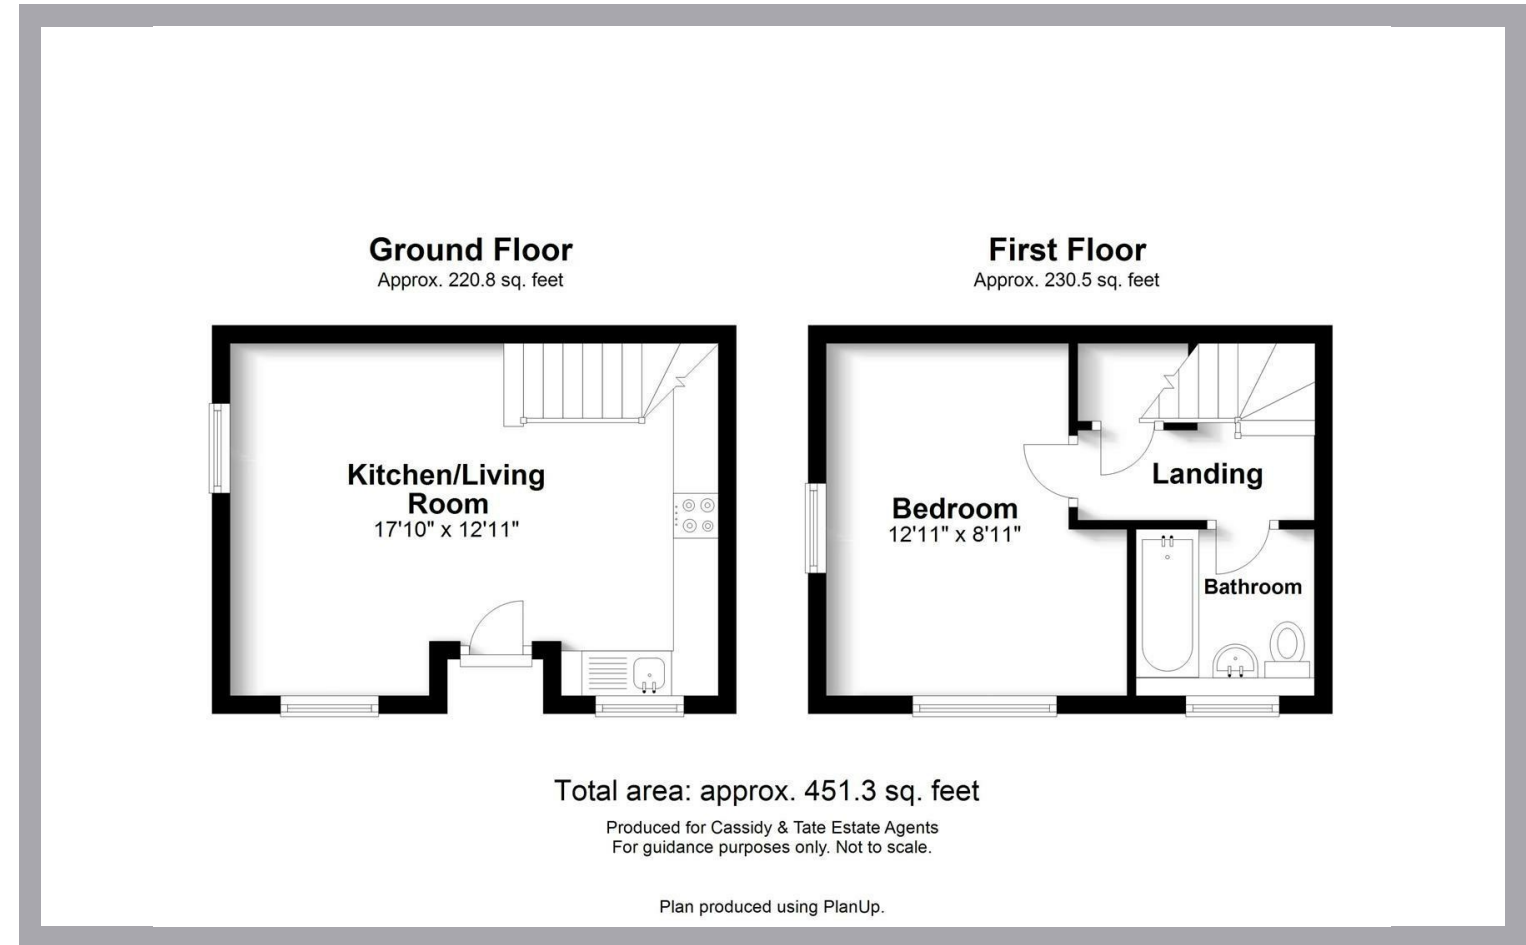 Ground Floor
Approx. 220.8 sq. feet
Kitchen/Living
Room
17'10" x 12'11"
First Floor
Approx. 230.5 sq. feet
Bedroom
12'11" x 8'11"
Landing
Bathroom
Total area: approx. 451.3 sq. feet
Produced for Cassidy & Tate Estate Agents
For guidance purposes only. Not to scale.
Plan produced using PlanUp.